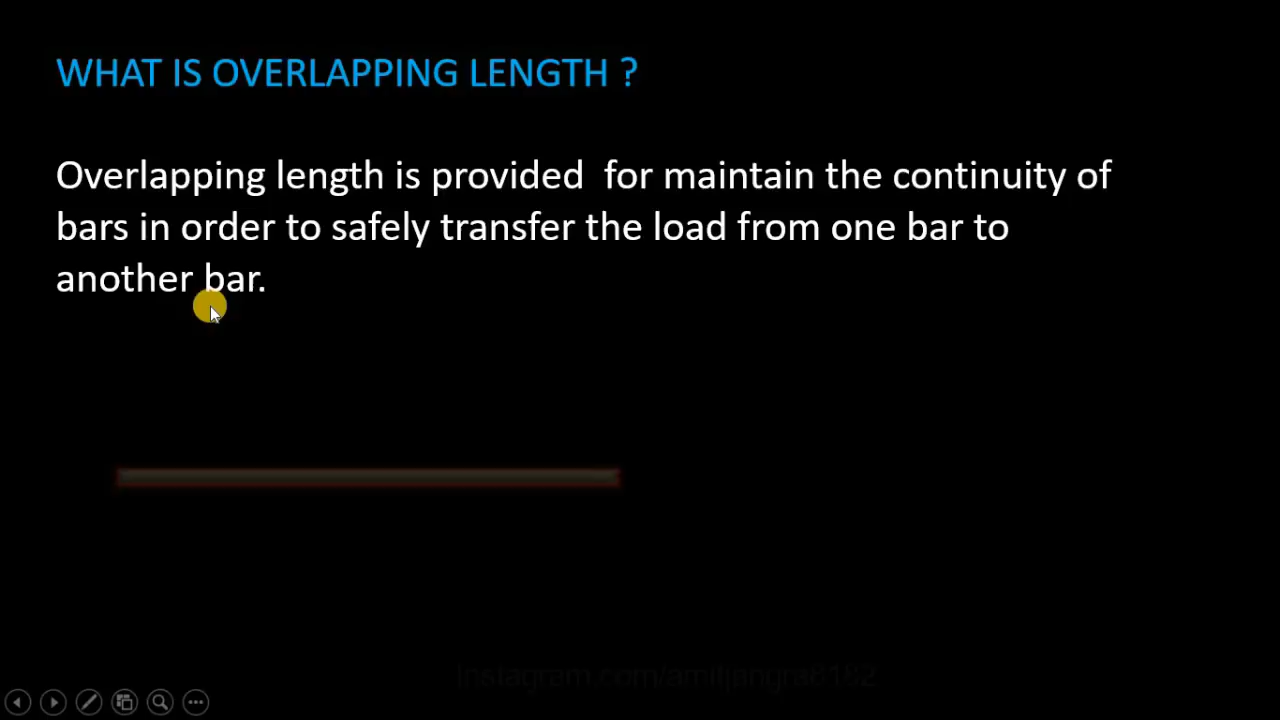 WHAT IS OVERLAPPING LENGTH ?
Overlapping length is provided for maintain the continuity of
bars in order to safely transfer the load from one bar to
another bar.